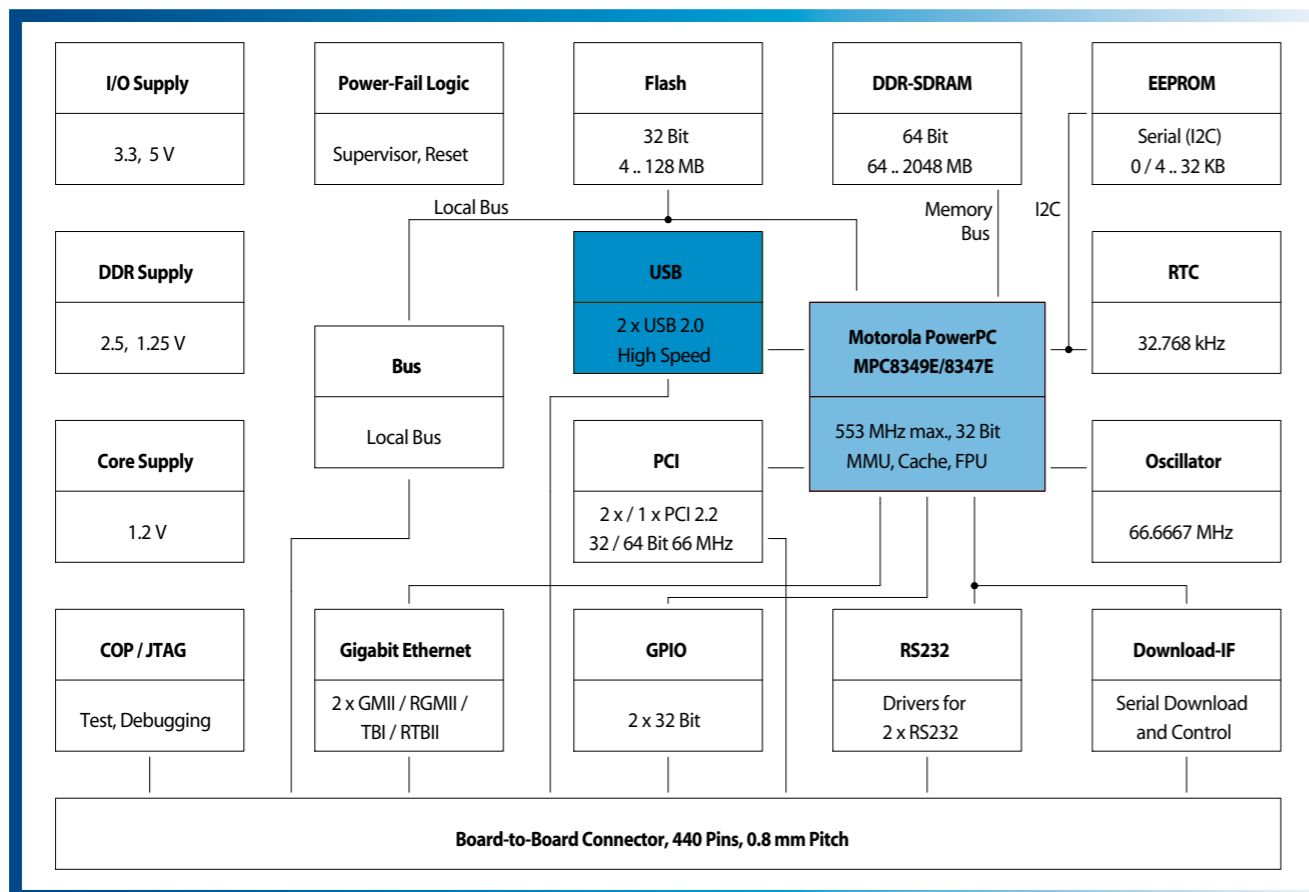 I/O Supply
3.3, 5 V
Power-Fail Logic
Supervisor, Reset
Flash
32 Bit
4 .. 128 MB
DDR-SDRAM
64 Bit
64 .. 2048 MB
EEPROM
Serial (I2C)
0 / 4 .. 32 KB
Local Bus
Memory
Bus
I2C
DDR Supply
2.5, 1.25 V
Bus
Local Bus
USB
2 x USB 2.0
High Speed
Motorola PowerPC
MPC8349E/8347E
553 MHz max., 32 Bit
MMU, Cache, FPU
RTC
32.768 kHz
Core Supply
1.2 V
PCI
2 x / 1 x PCI 2.2
32 / 64 Bit 66 MHz
Oscillator
66.6667 MHz
COP / JTAG
Test, Debugging
Gigabit Ethernet
2 x GMII / RGMII /
TBI / RTBII
GPIO
2 x 32 Bit
RS232
Drivers for
2 x RS232
Download-IF
Serial Download
and Control
Board-to-Board Connector, 440 Pins, 0.8 mm Pitch